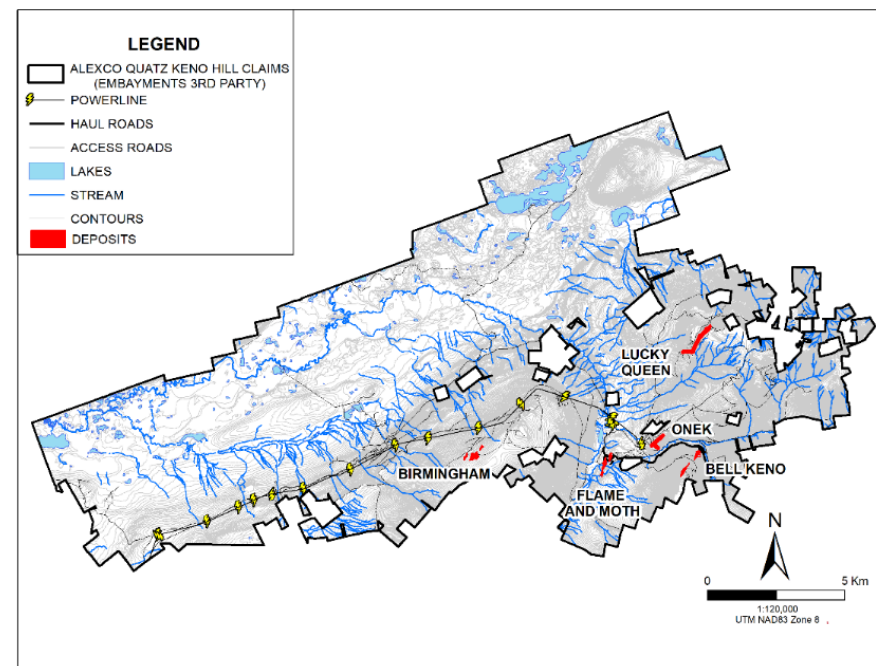 LEGEND
ALEXCO QUATZ KENO HILL CLAIMS
(EMBAYMENTS 3RD PARTY)
POWERLINE
HAUL ROADS
ACCESS ROADS
LAKES
STREAM
CONTOURS
DEPOSITS
LUCKY
QUEEN
ONEK
BIRMINGHAM
BELL KENO
FLAME
AND MOTH
N
0 5 Km
1:120,000
UTM NAD83 Zone 8